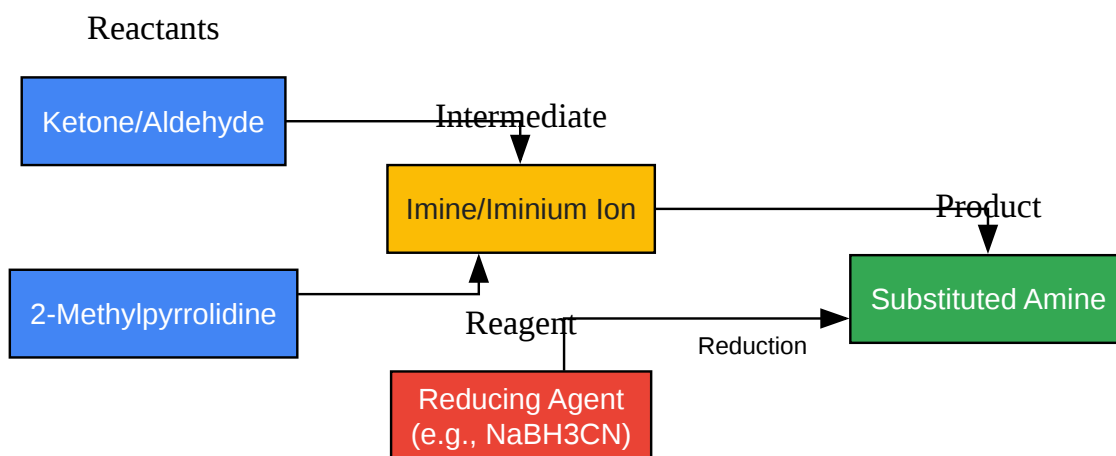 Reactants
Ketone/Aldehyde
Intermediate
Imine/Iminium Ion
Product
2-Methylpyrrolidine
Substituted Amine
Reagent
Reduction
Reducing Agent
(e.g., NaBH3CN)